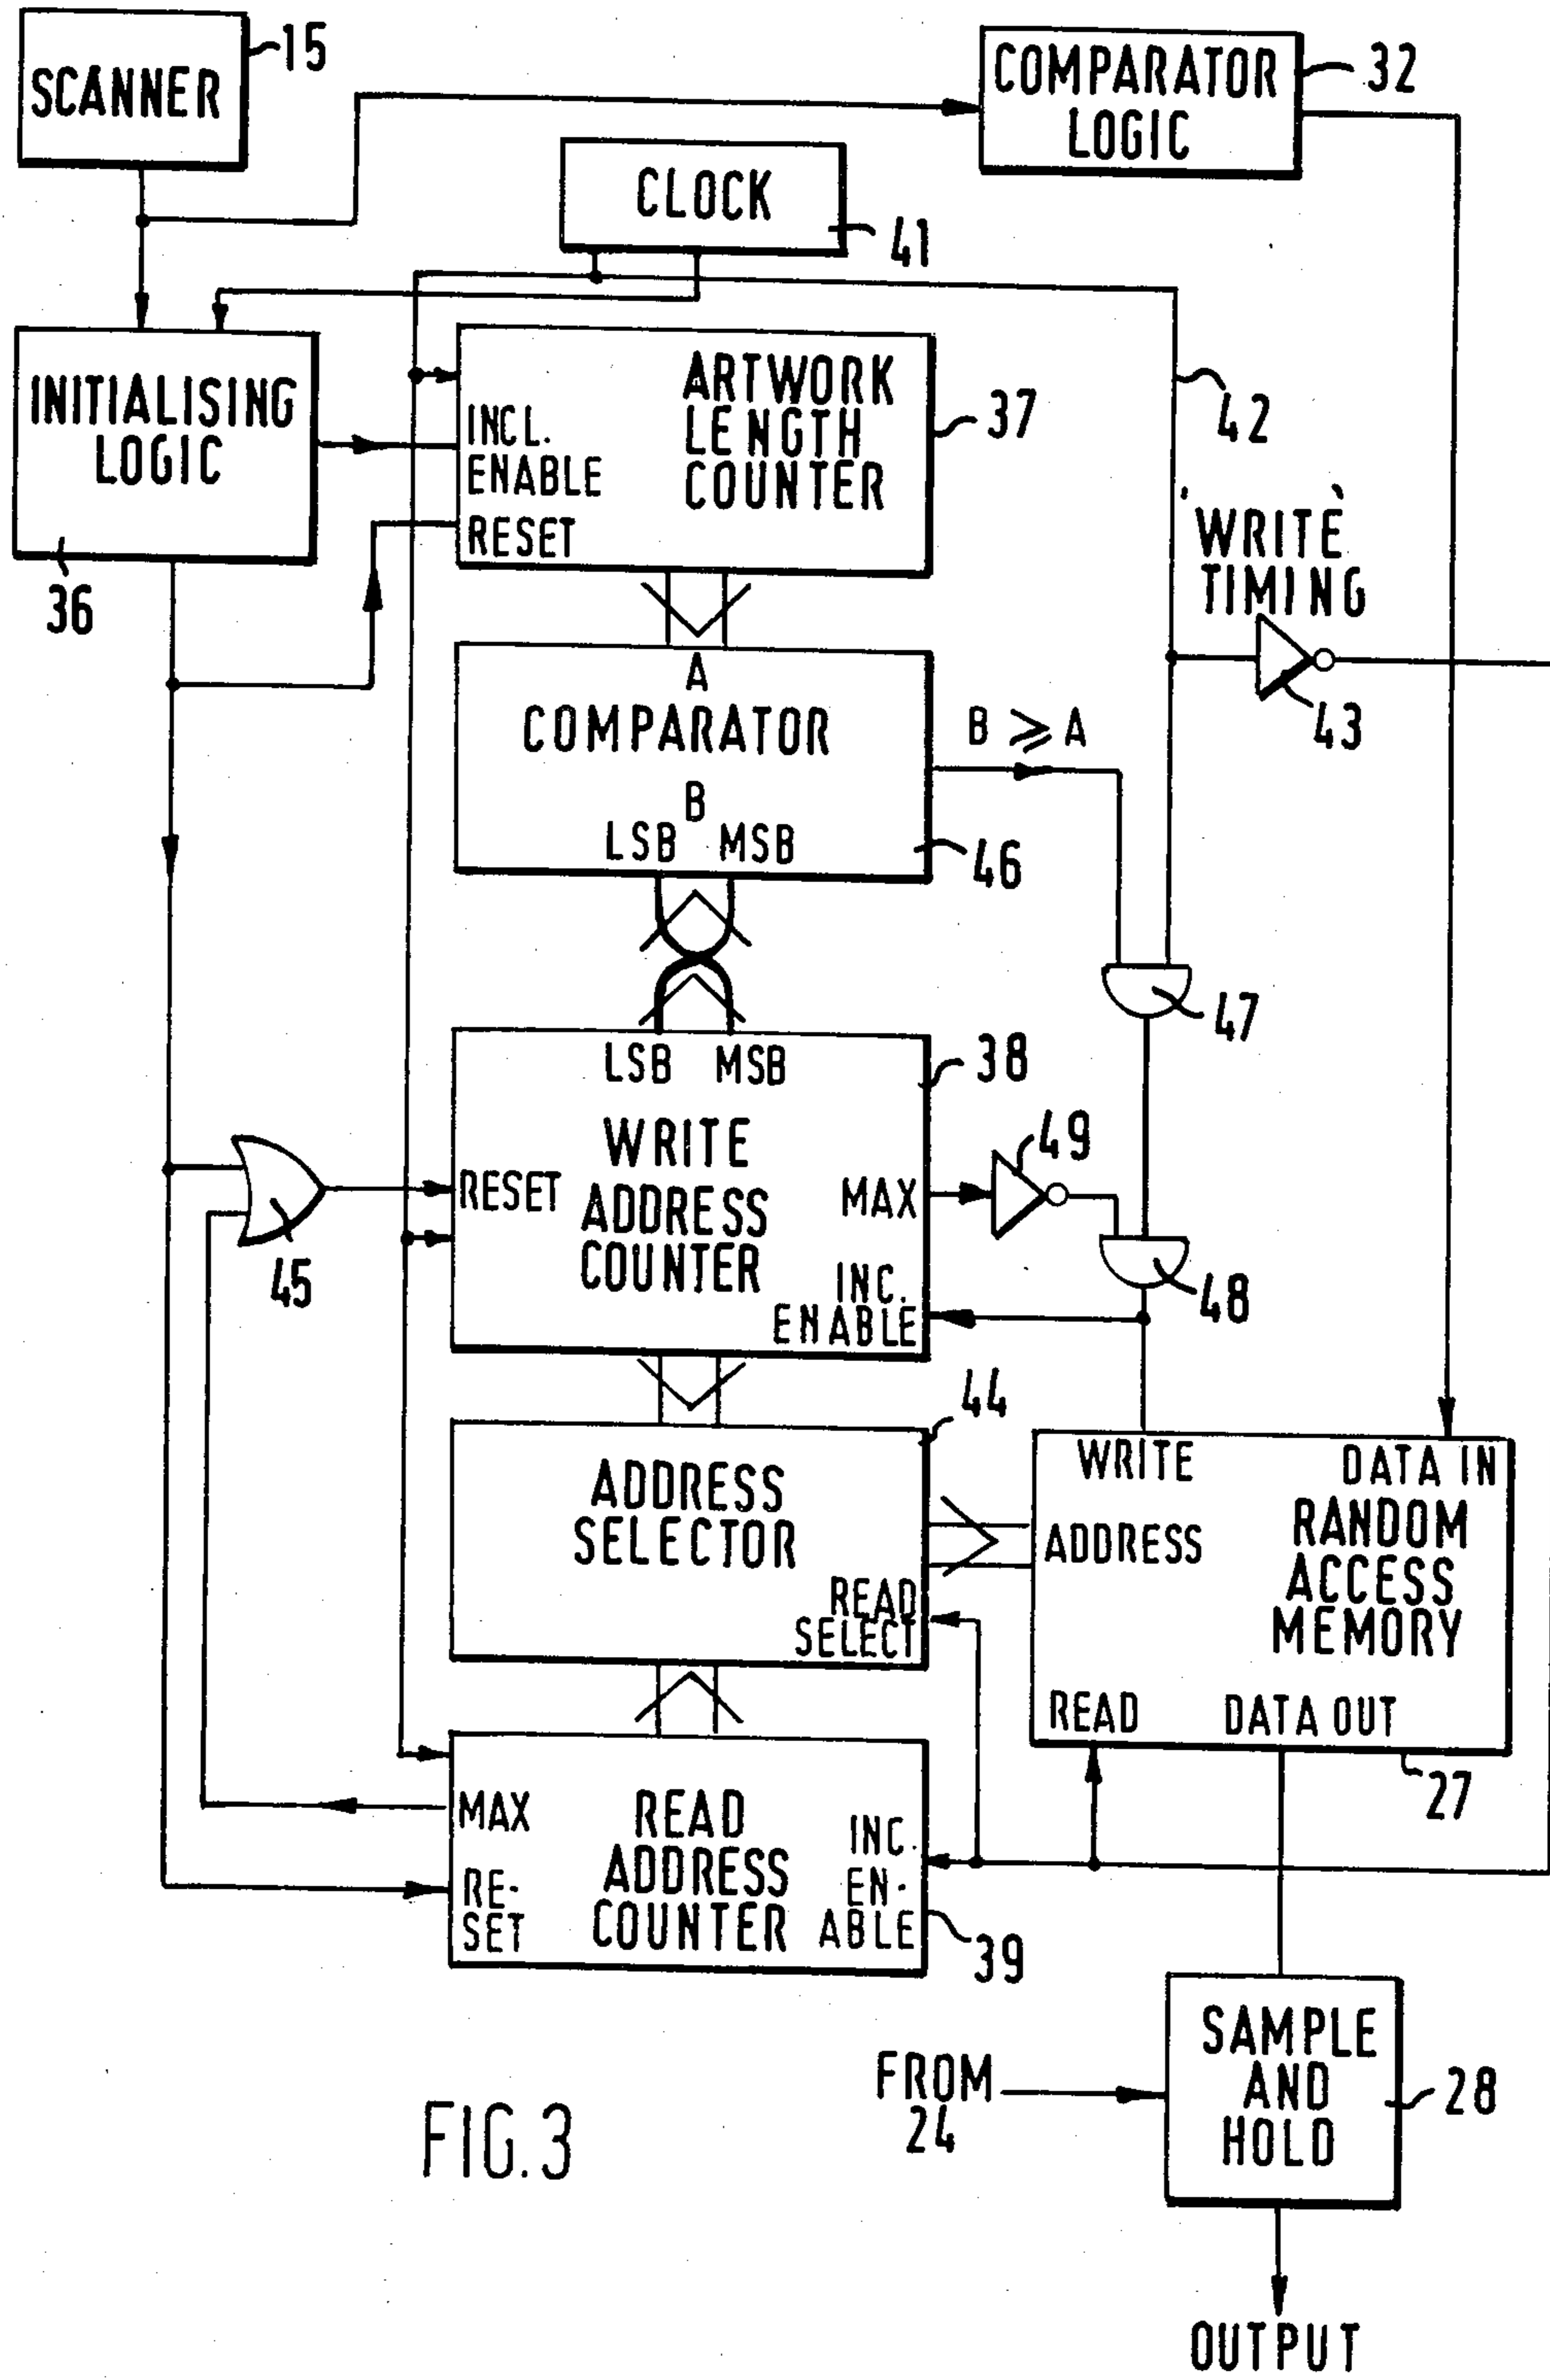 SCANNER
15
COMPARATOR
LOGIC
32
CLOCK
41
INITIALISING
LOGIC
36
ARTWORK
LENGTH
COUNTER
INCL.
ENABLE
RESET
37
42
'WRITE'
TIMING
43
A
COMPARATOR
B
LSB MSB
46
B ⩾ A
47
LSB MSB
38
WRITE
ADDRESS
COUNTER
RESET
MAX
INC.
ENABLE
49
48
45
44
ADDRESS
SELECTOR
READ
SELECT
WRITE
DATA IN
ADDRESS
RANDOM
ACCESS
MEMORY
READ
DATA OUT
27
MAX
READ
ADDRESS
COUNTER
RE-
SET
INC.
EN-
ABLE
39
SAMPLE
AND
HOLD
28
FROM
24
FIG. 3
OUTPUT